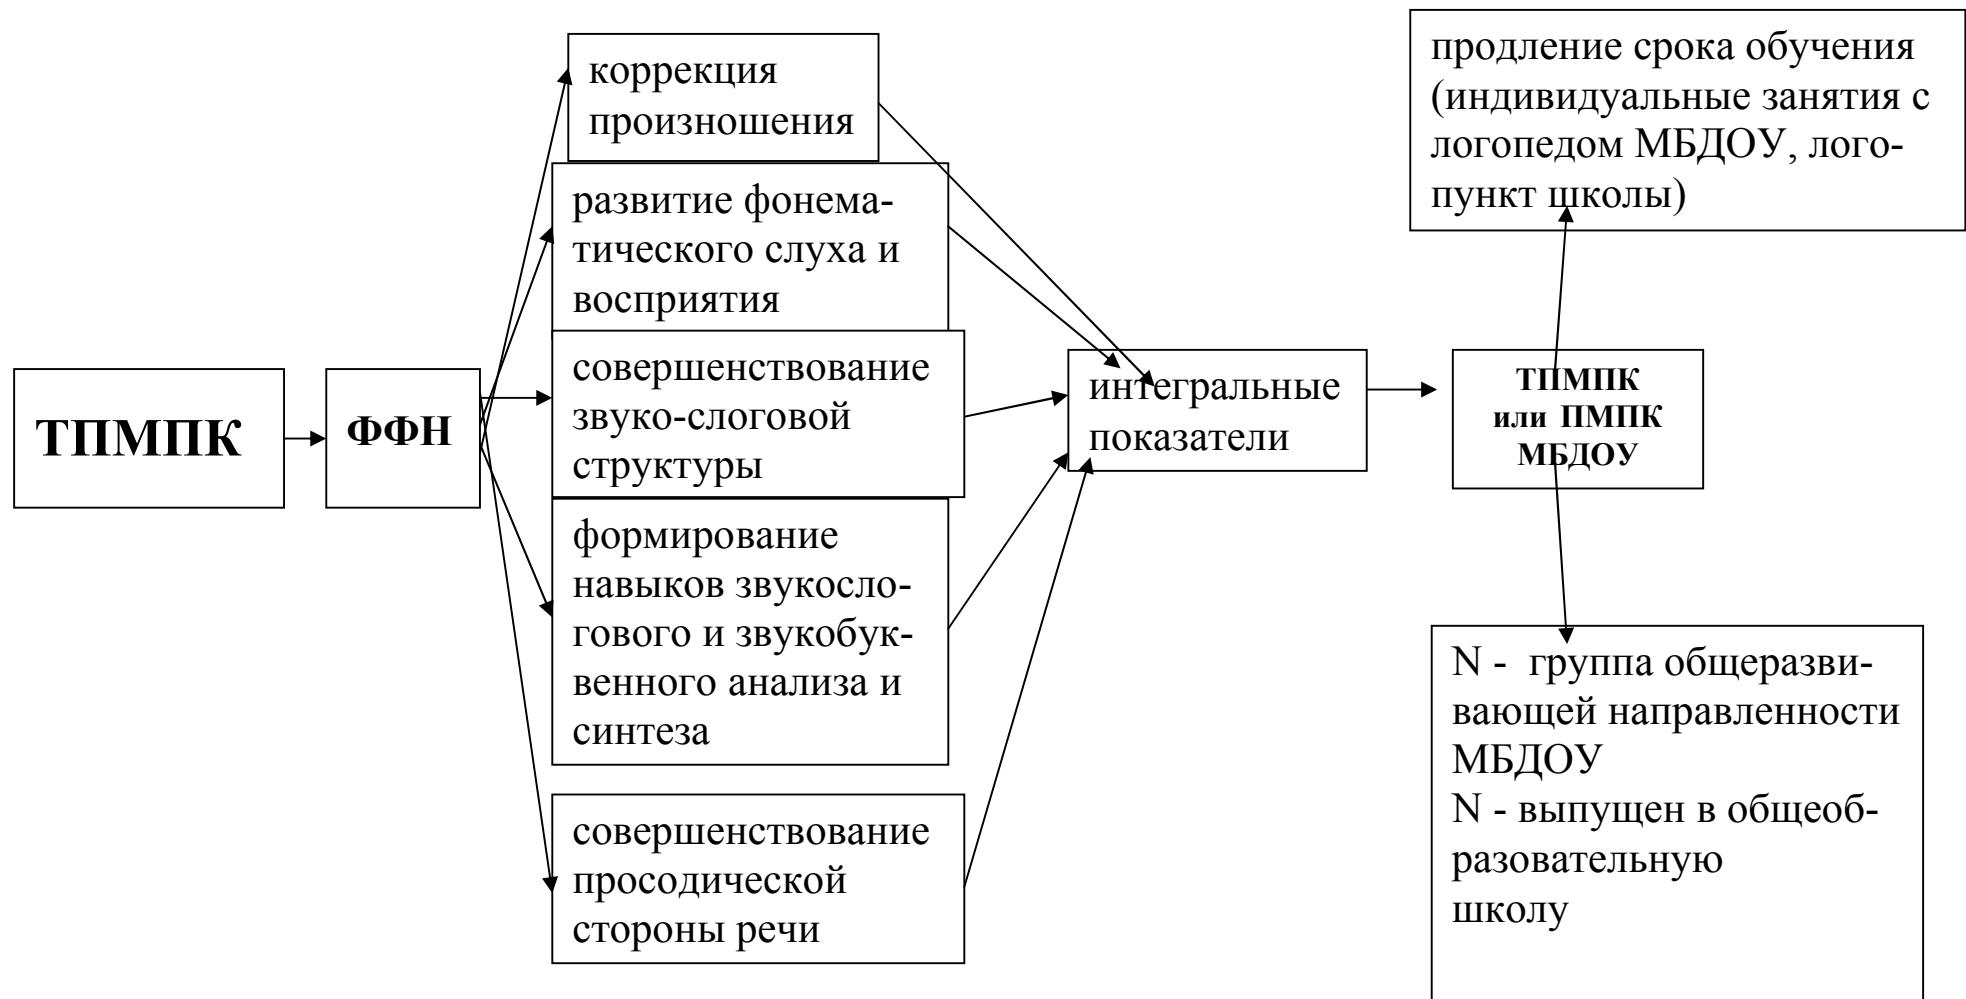 ТПМПК
ФФН
коррекция
произношения
развитие фонема-
тического слуха и
восприятия
совершенствование
звуко-слоговой
структуры
формирование
навыков звукосло-
гового и звукобук-
венного анализа и
синтеза
совершенствование
просодической
стороны речи
интегральные
показатели
ТПМПК
или ПМПК
МБДОУ
продление срока обучения
(индивидуальные занятия с
логопедом МБДОУ, лого-
пункт школы)
N - группа общеразви-
вающей направленности
МБДОУ
N - выпущен в общеоб-
разовательную
школу